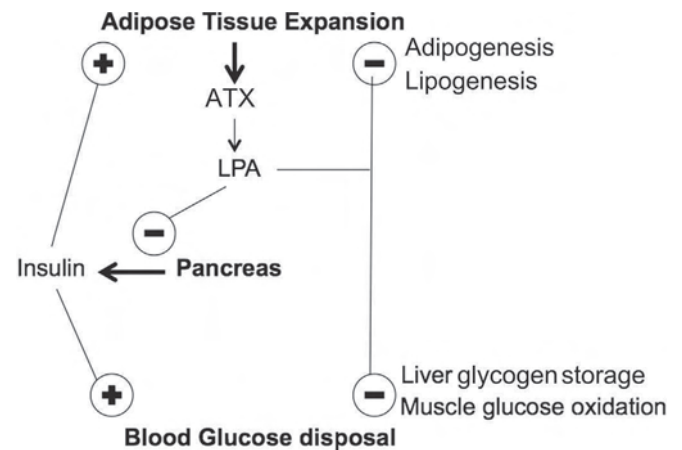 Adipose Tissue Expansion
+
-
Adipogenesis
Lipogenesis
ATX
LPA
-
Insulin
Pancreas
+
-
Liver glycogen storage
Muscle glucose oxidation
Blood Glucose disposal